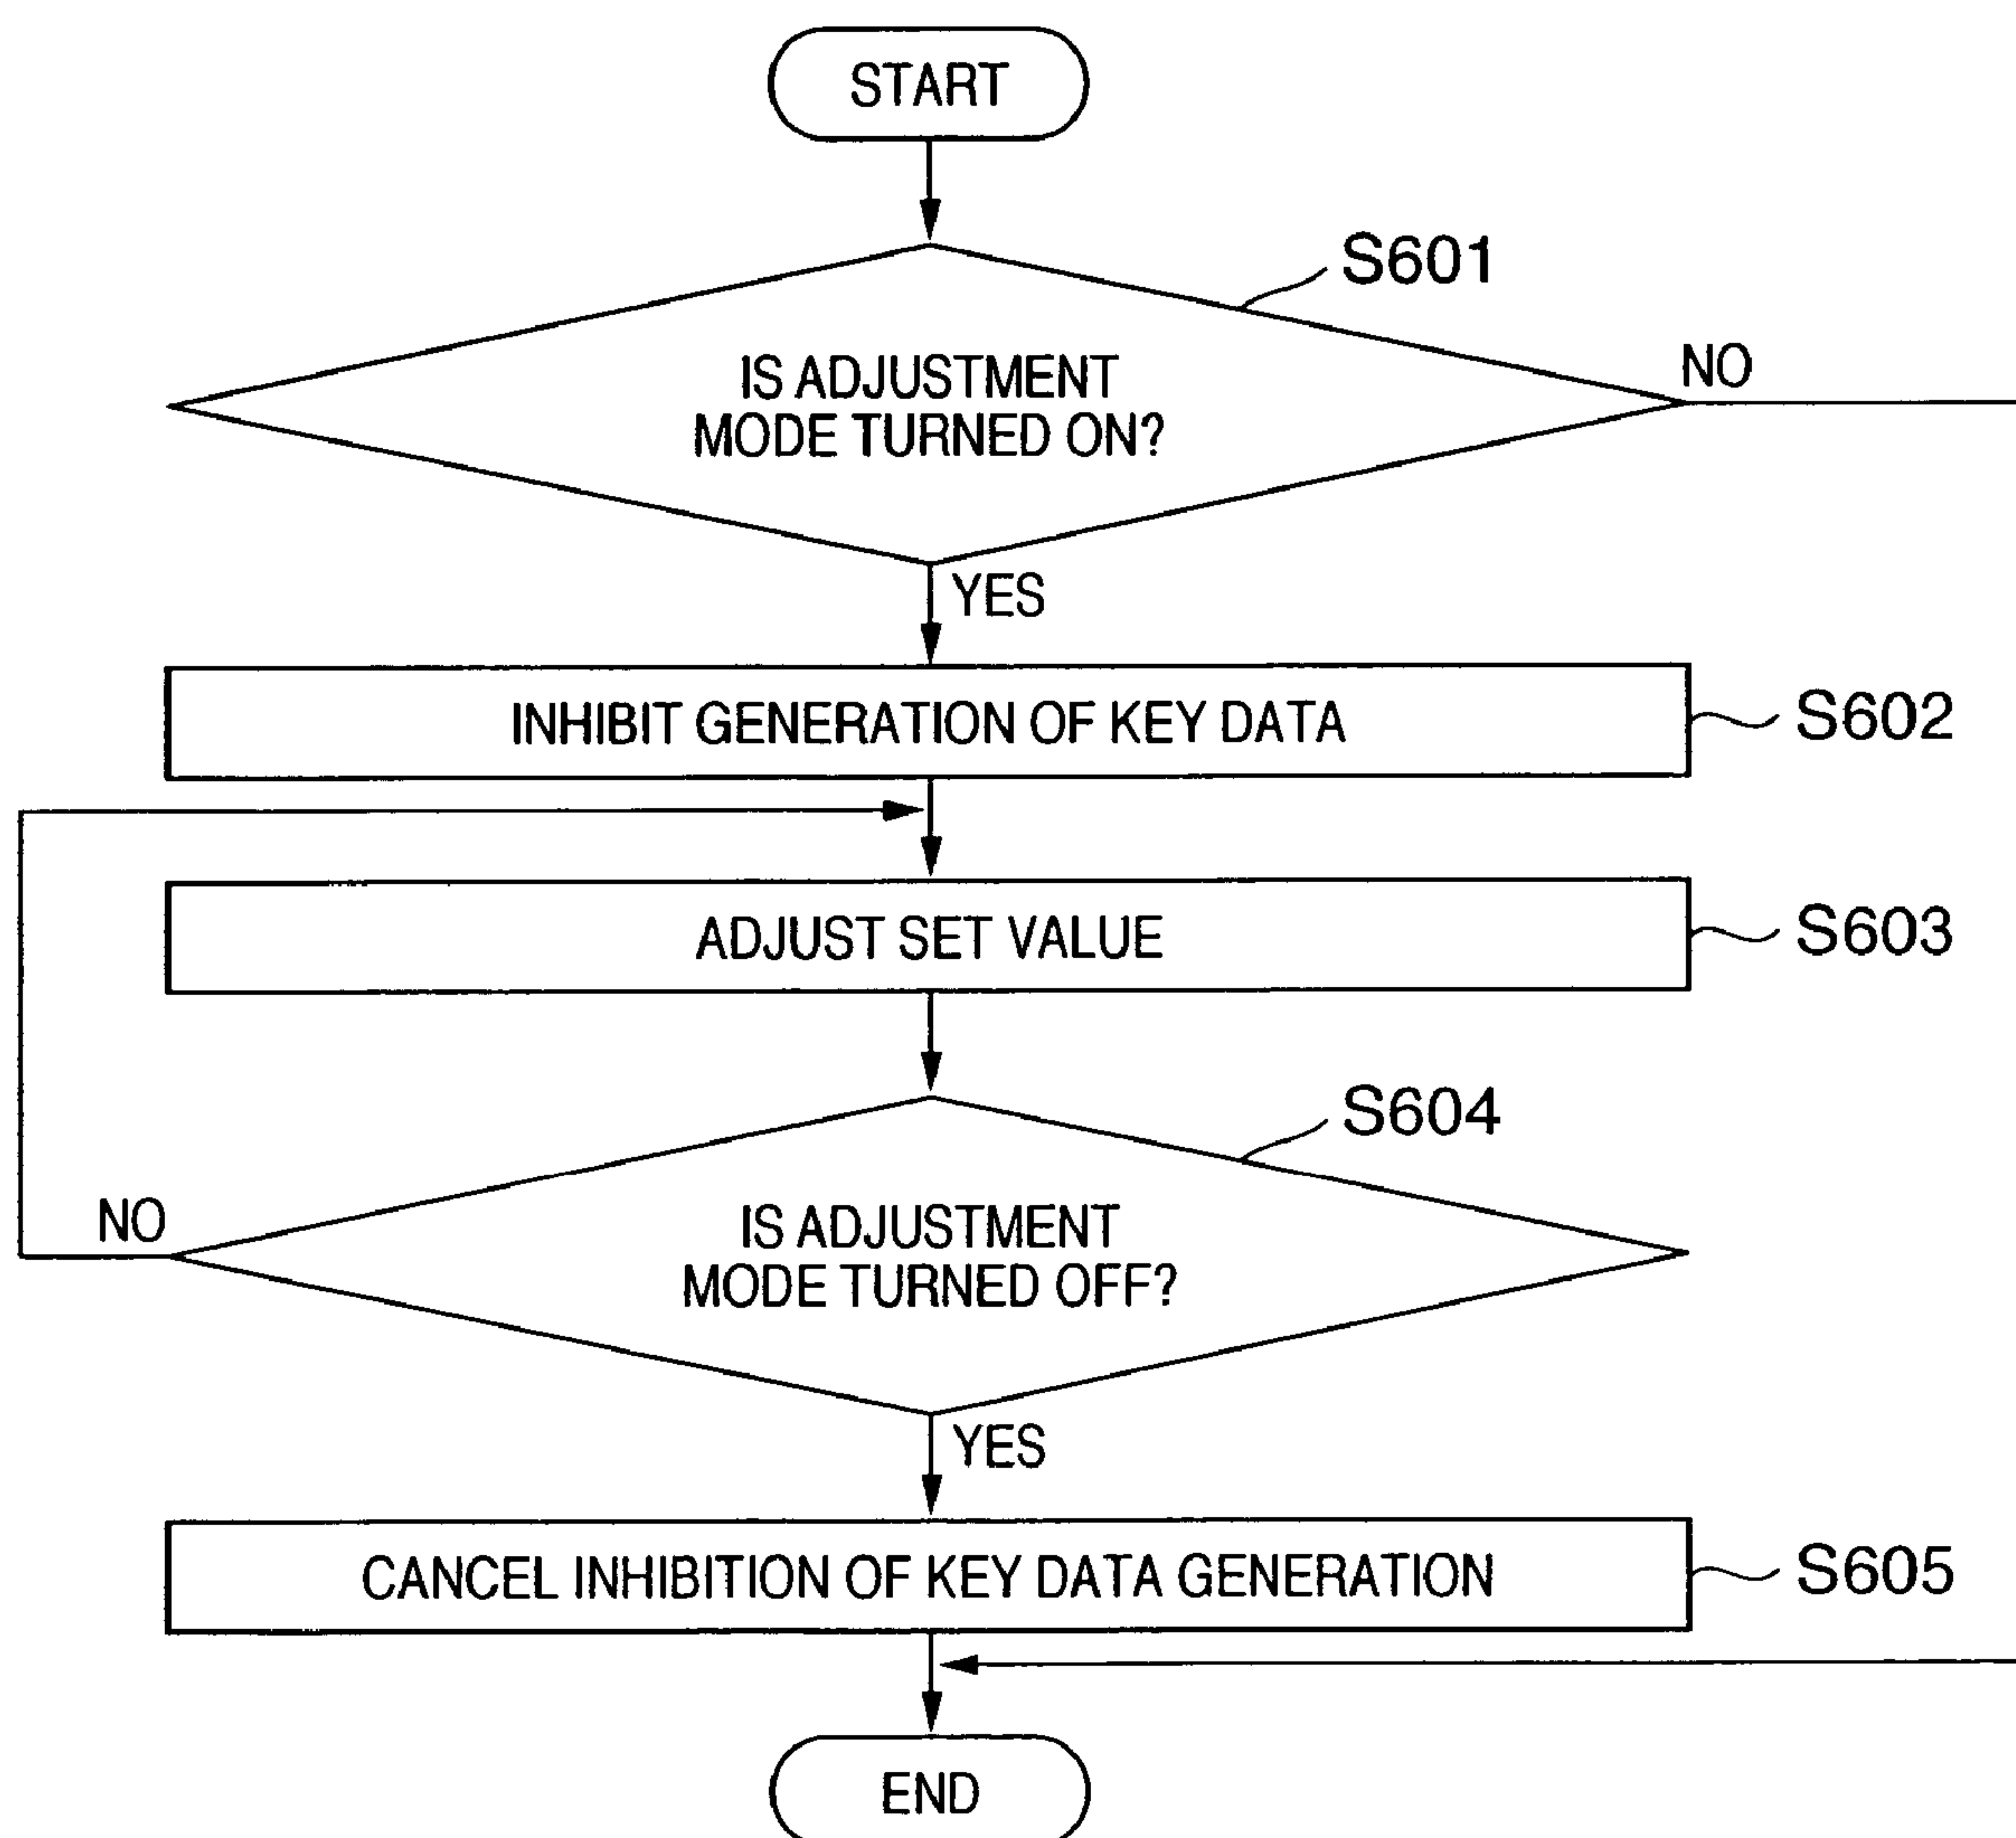 START
S601
IS ADJUSTMENT
MODE TURNED ON?
NO
YES
INHIBIT GENERATION OF KEY DATA
S602
ADJUST SET VALUE
S603
S604
IS ADJUSTMENT
MODE TURNED OFF?
NO
YES
CANCEL INHIBITION OF KEY DATA GENERATION
S605
END